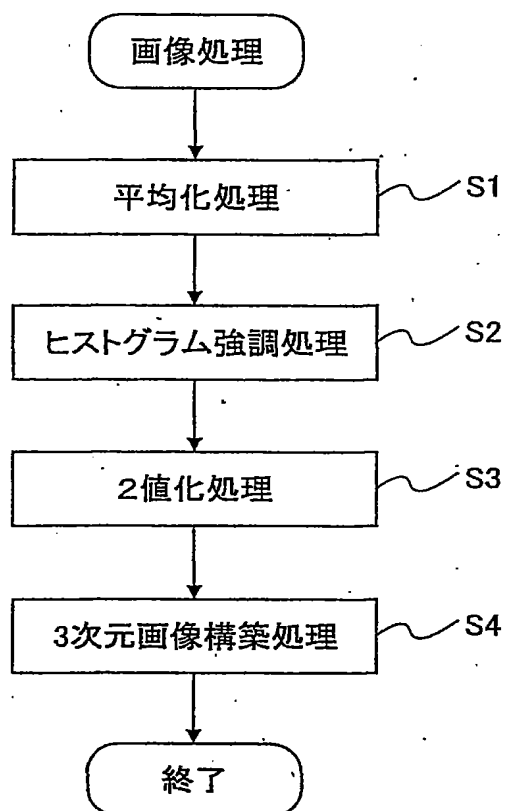 画像処理
平均化処理
S1
ヒストグラム強調処理
S2
2値化処理
S3
3次元画像構築処理
S4
終了